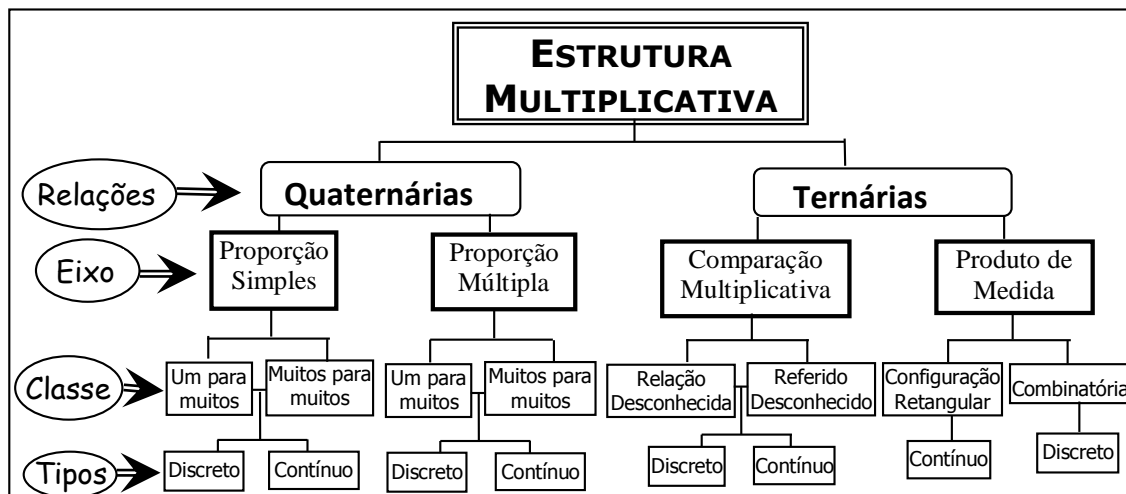 ESTRUTURA
MULTIPLICATIVA
Relações
Quaternárias
Ternárias
Eixo
Proporção
Simples
Proporção
Múltipla
Comparação
Multiplicativa
Produto de
Medida
Classe
Um para
muitos
Muitos para
muitos
Um para
muitos
Muitos para
muitos
Relação
Desconhecida
Referido
Desconhecido
Configuração
Retangular
Combinatória
Tipos
Discreto
Contínuo
Discreto
Contínuo
Discreto
Contínuo
Contínuo
Discreto